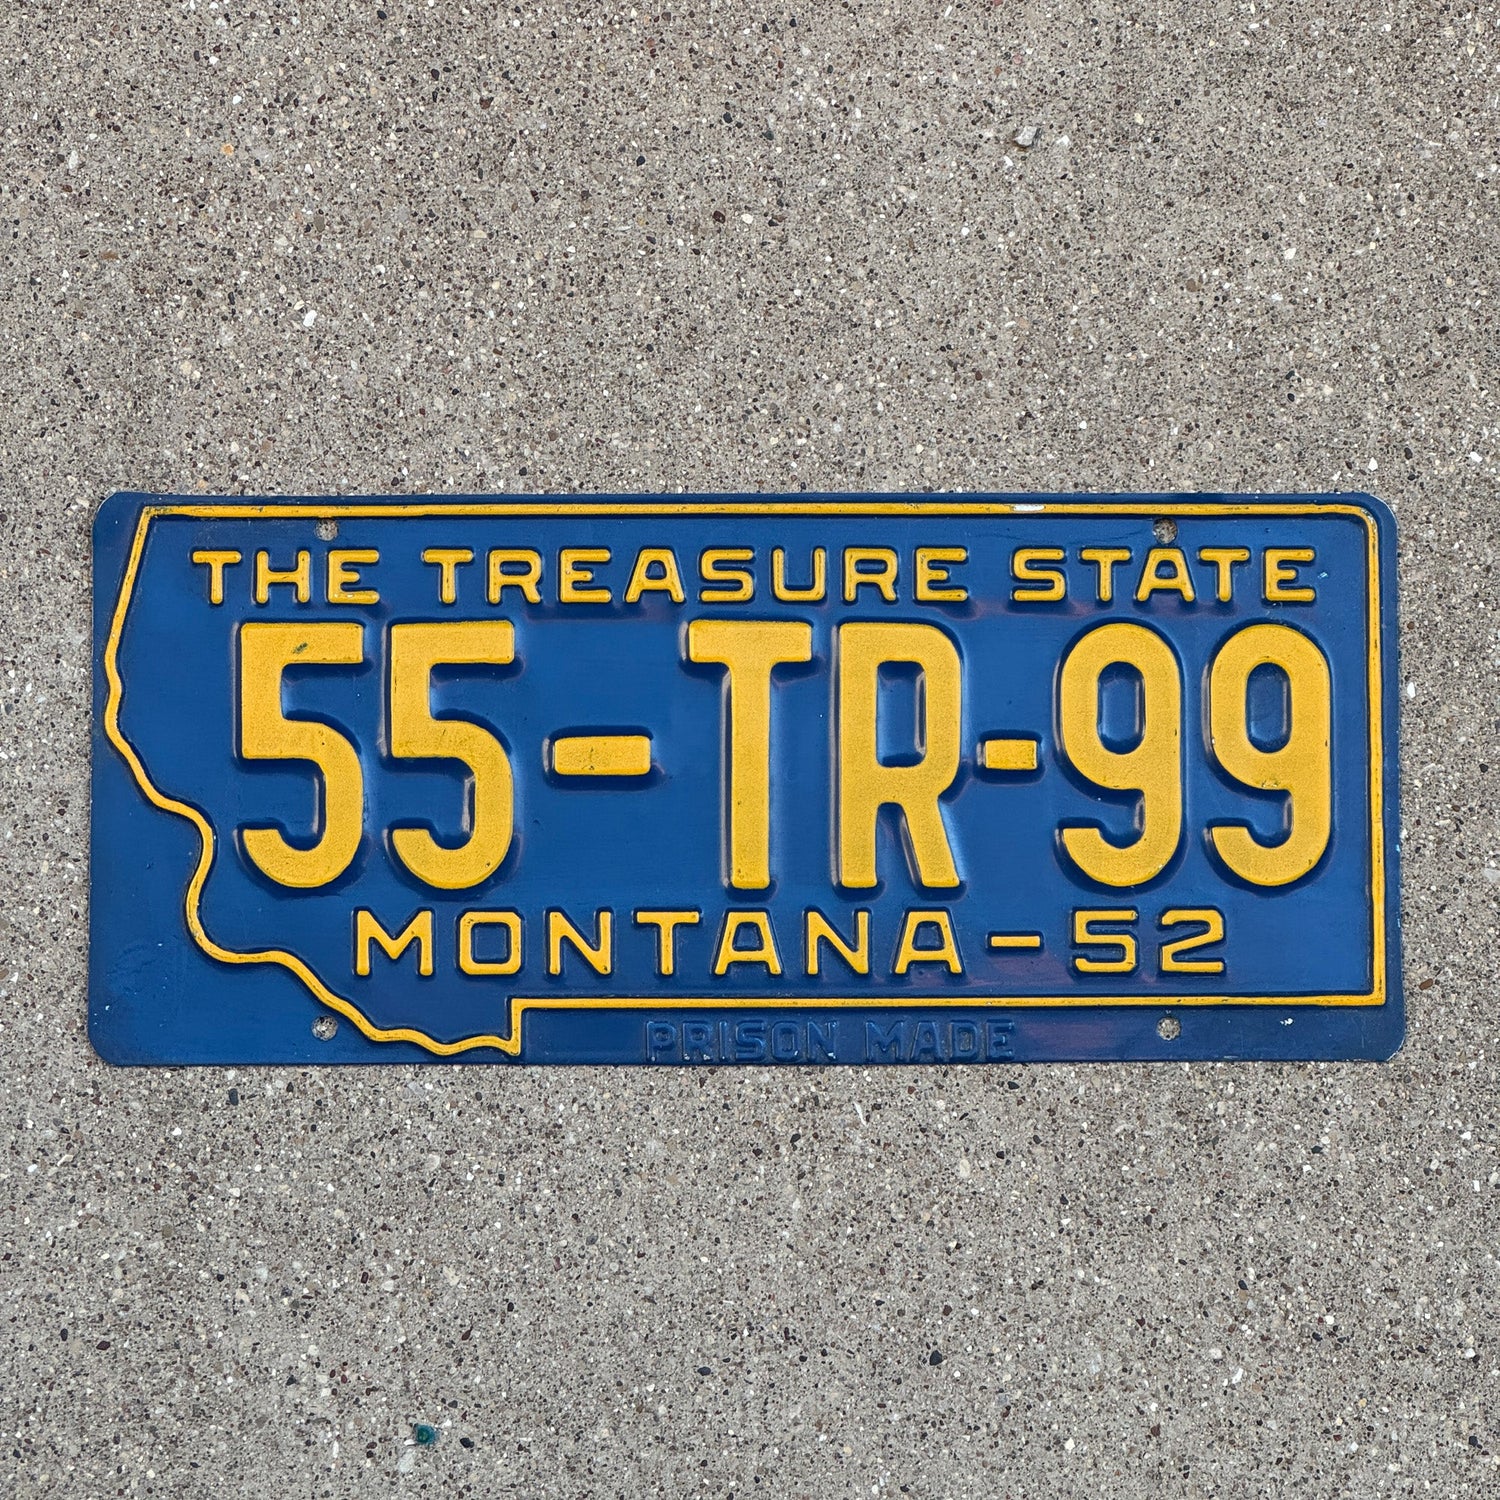 THE TREASURE STATE
55-TR-99
MONTANA-52
PRISON MADE